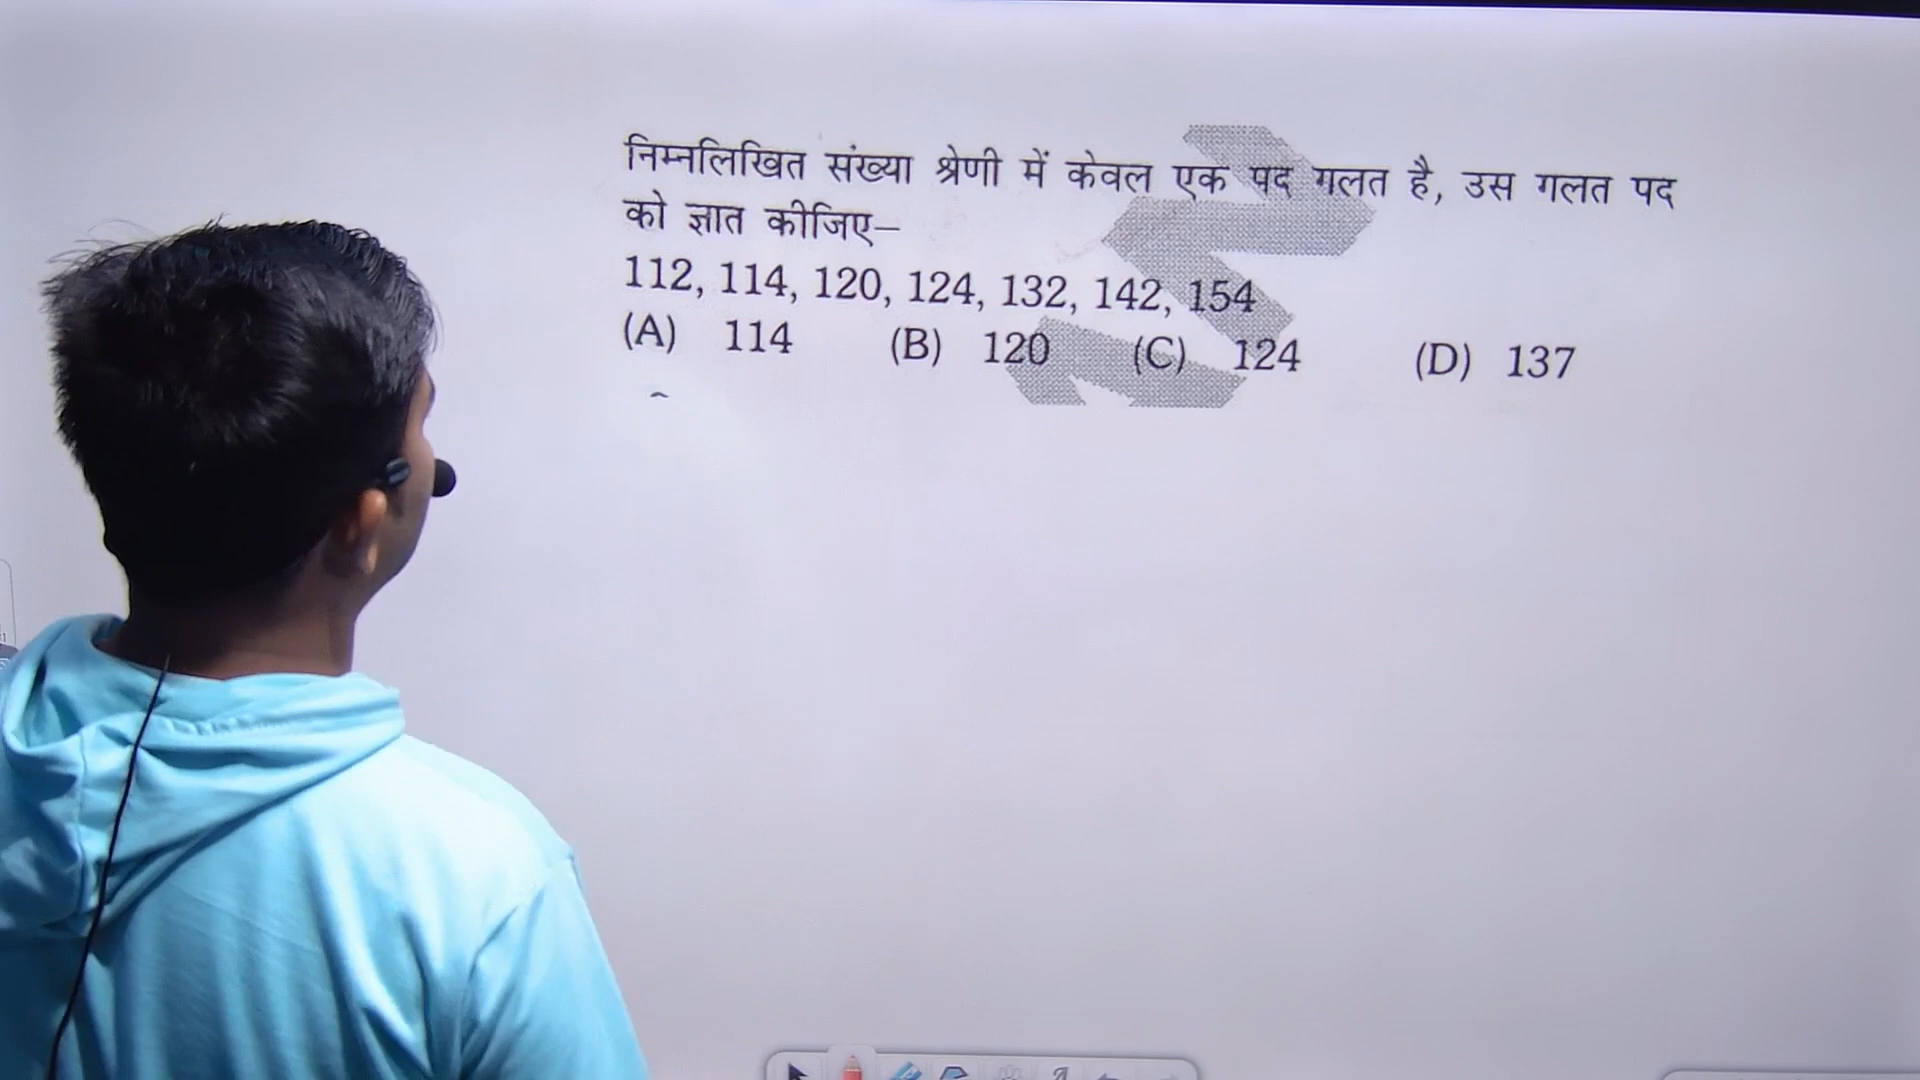 निम्नलिखित संख्या श्रेणी में केवल एक पद गलत है, उस गलत पद
को ज्ञात कीजिए–
112, 114, 120, 124, 132, 142, 154
(A) 114 (B) 120 (C) 124 (D) 137